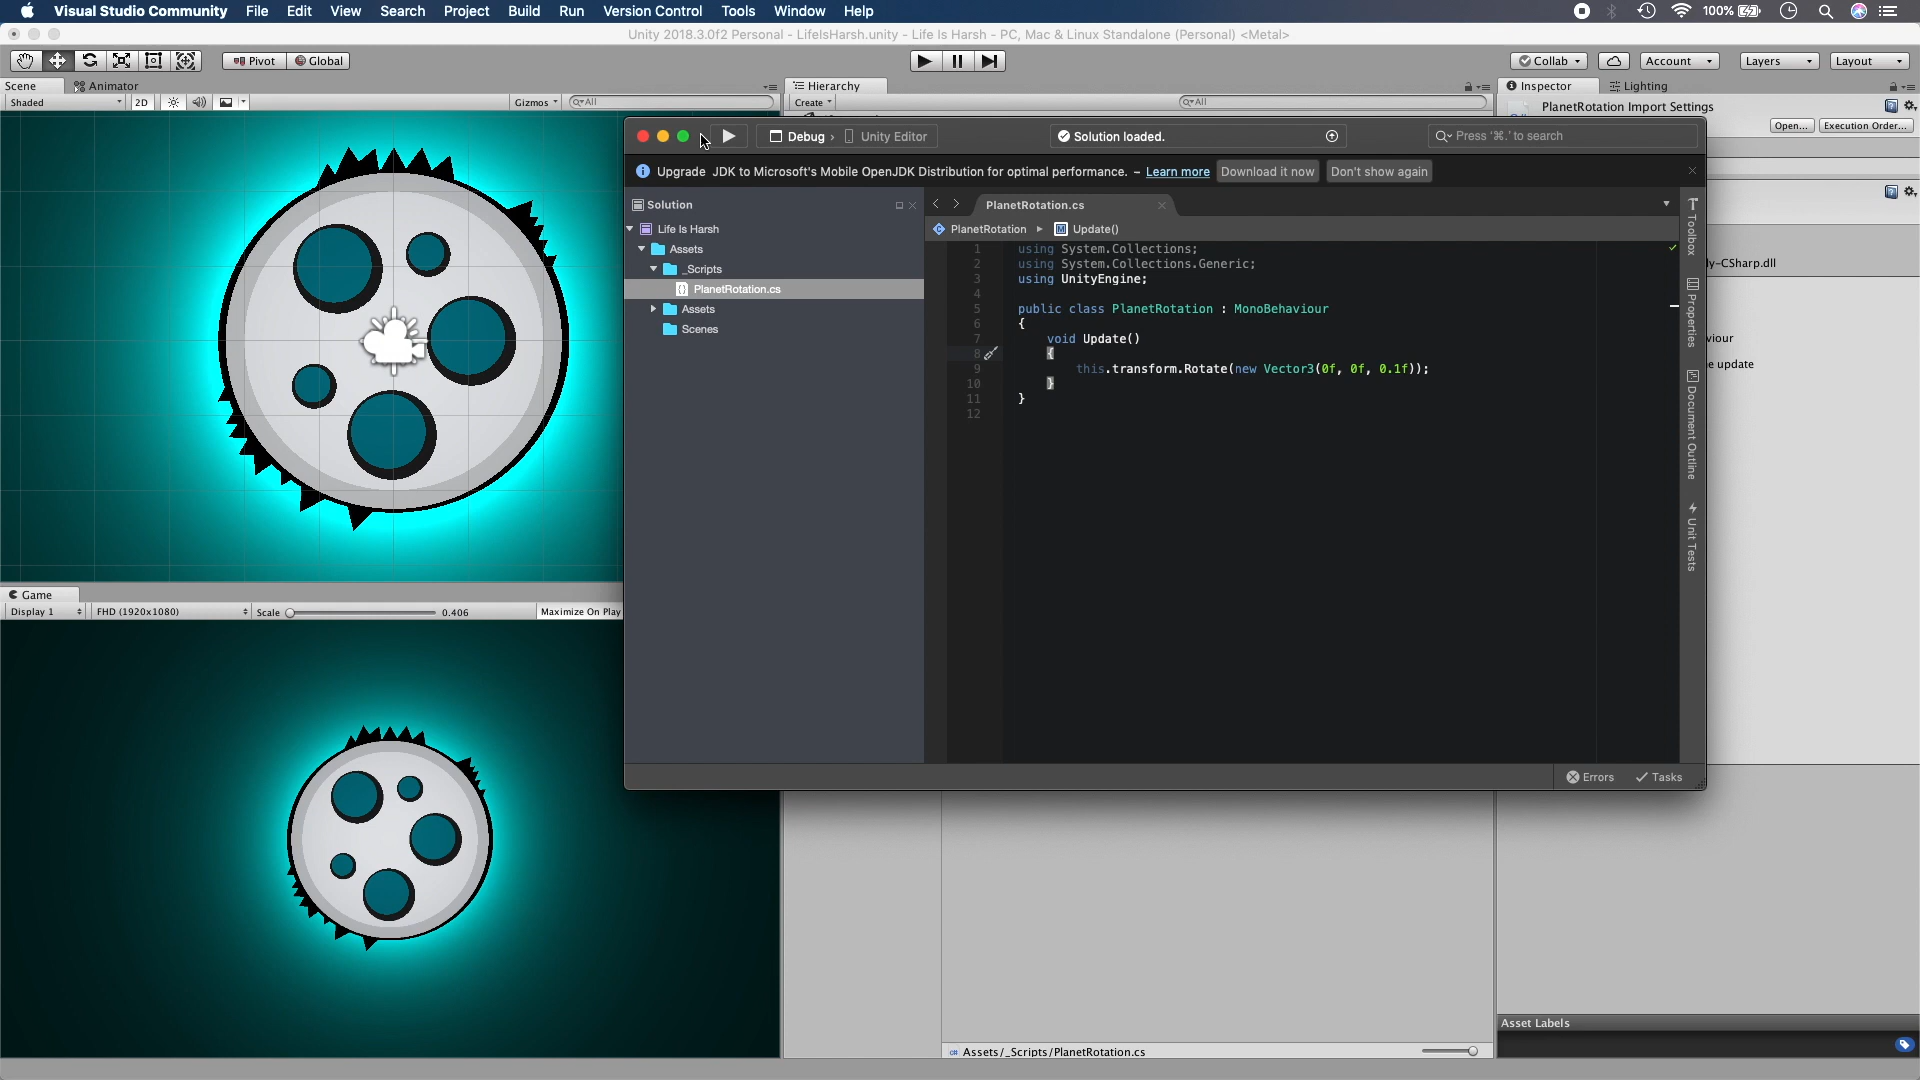 Visual Studio Community File Edit View Search Project Build Run Version Control Tools Window Help 100%
Unity 2018.3.0f2 Personal - LifeIsHarsh.unity - Life Is Harsh - PC, Mac & Linux Standalone (Personal) <Metal>
Pivot Global Collab Account Layers Layout
Scene Animator Hierarchy Inspector Lighting
Shaded 2D Gizmos All Create All
PlanetRotation Import Settings
Open... Execution Order...
Debug › Unity Editor Solution loaded. Press '⌘.' to search
Upgrade JDK to Microsoft's Mobile OpenJDK Distribution for optimal performance. – Learn more Download it now Don't show again
Solution
PlanetRotation.cs
Life Is Harsh
Assets
_Scripts
PlanetRotation.cs
Assets
Scenes
PlanetRotation Update()
1 using System.Collections;
2 using System.Collections.Generic;
3 using UnityEngine;
4
5 public class PlanetRotation : MonoBehaviour
6 {
7 void Update()
8 {
9 this.transform.Rotate(new Vector3(0f, 0f, 0.1f));
10 }
11 }
12
Toolbox
Properties
Document Outline
Unit Tests
ly-CSharp.dll
viour
e update
Errors Tasks
Game
Display 1 FHD (1920x1080) Scale 0.406 Maximize On Play
Asset Labels
Assets/_Scripts/PlanetRotation.cs